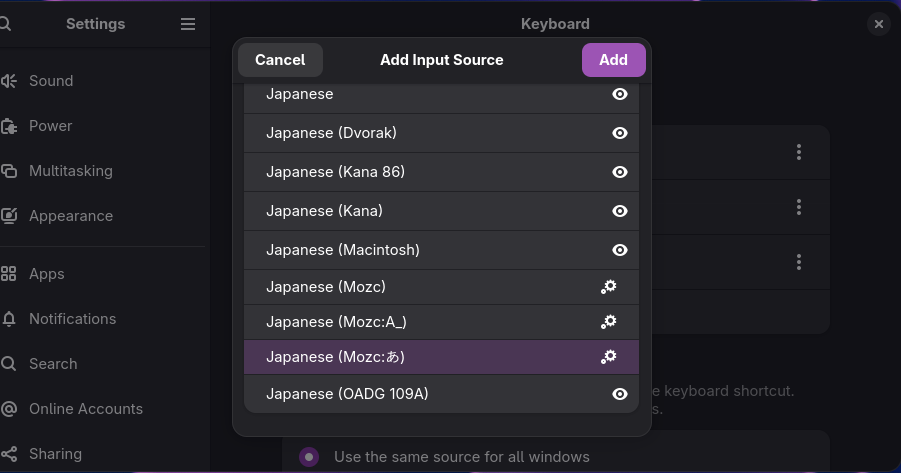 Settings
Keyboard
Cancel
Add Input Source
Add
Sound
Power
Multitasking
Appearance
Apps
Notifications
Search
Online Accounts
Sharing
Japanese
Japanese (Dvorak)
Japanese (Kana 86)
Japanese (Kana)
Japanese (Macintosh)
Japanese (Mozc)
Japanese (Mozc:A_)
Japanese (Mozc:あ)
Japanese (OADG 109A)
e keyboard shortcut.
s.
Use the same source for all windows